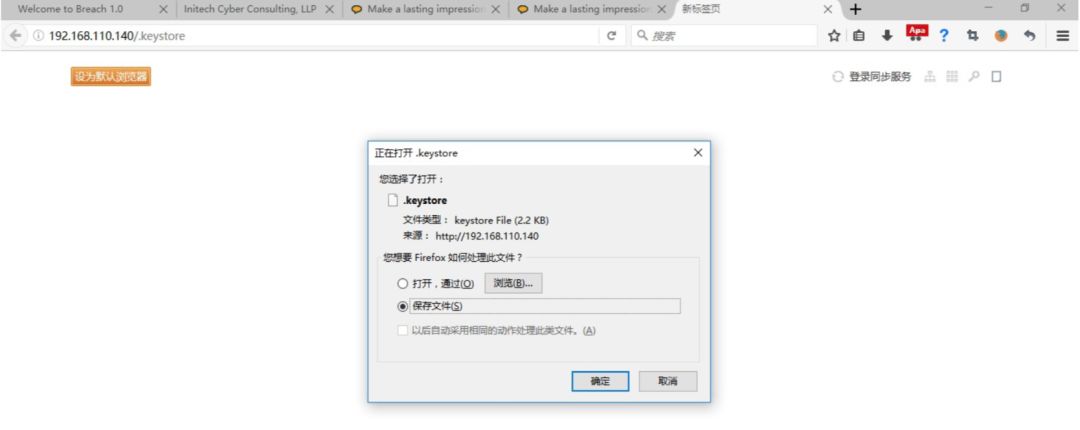 Welcome to Breach 1.0
Initech Cyber Consulting, LLP
Make a lasting impression
Make a lasting impression
新标签页
192.168.110.140/.keystore
搜索
Apa
设为默认浏览器
登录同步服务
正在打开 .keystore
您选择了打开：
.keystore
文件类型： keystore File (2.2 KB)
来源： http://192.168.110.140
您想要 Firefox 如何处理此文件？
打开，通过(O)
浏览(B)...
保存文件(S)
以后自动采用相同的动作处理此类文件。(A)
确定
取消